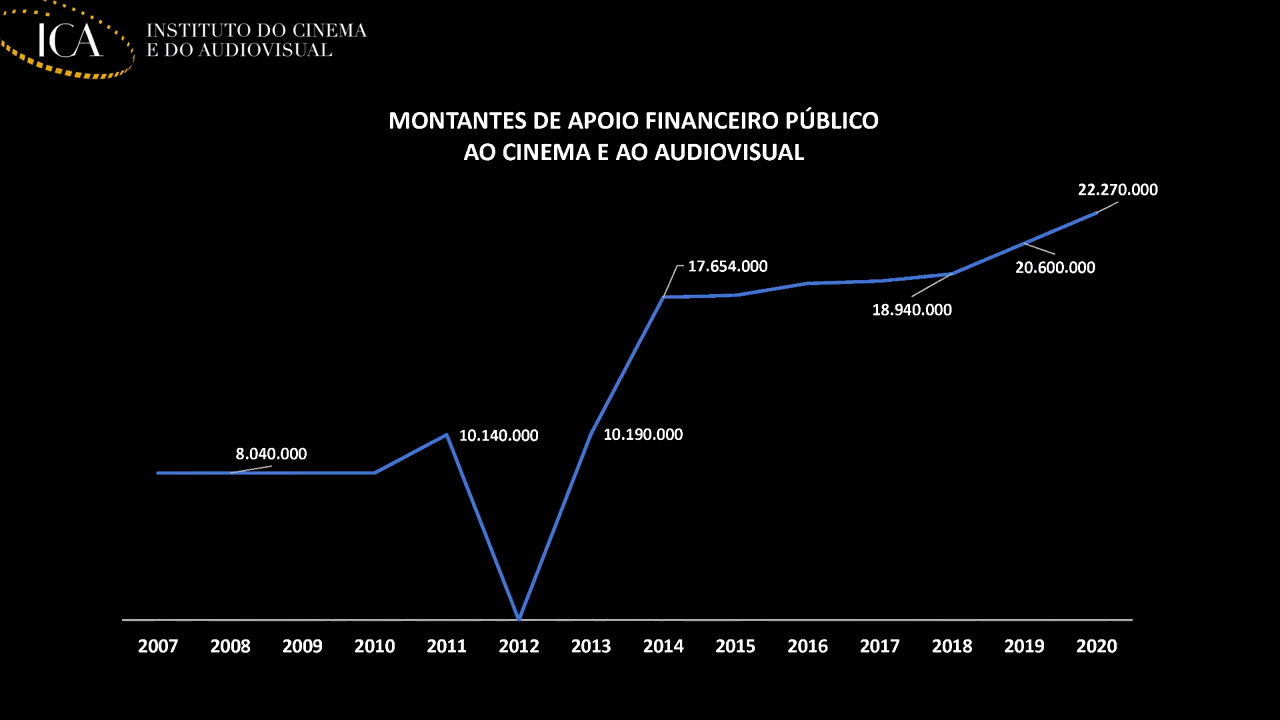 ICA
INSTITUTO DO CINEMA
E DO AUDIOVISUAL
MONTANTES DE APOIO FINANCEIRO PÚBLICO
AO CINEMA E AO AUDIOVISUAL
22.270.000
17.654.000
20.600.000
18.940.000
10.140.000
10.190.000
8.040.000
2007 2008 2009 2010 2011 2012 2013 2014 2015 2016 2017 2018 2019 2020